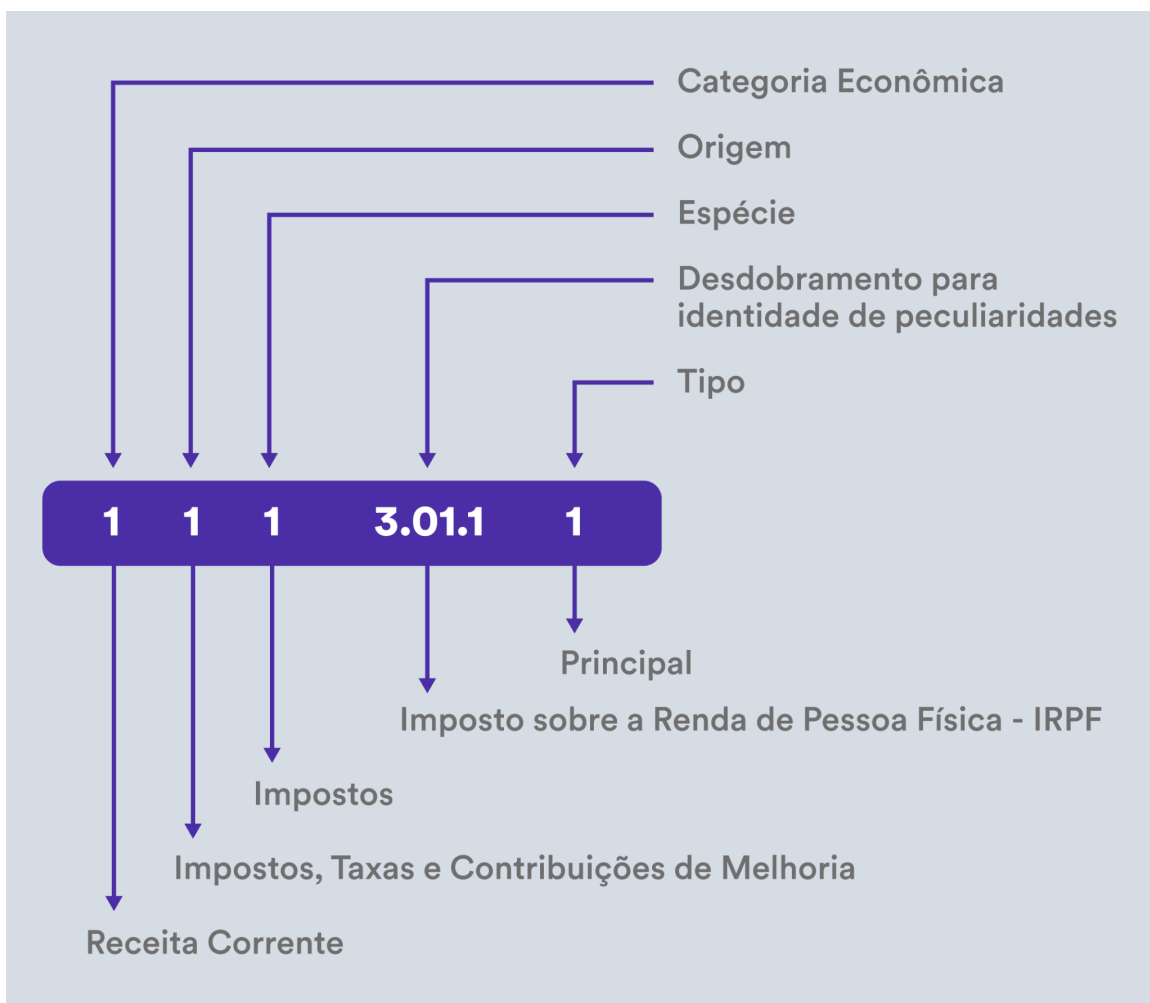 Categoria Econômica
Origem
Espécie
Desdobramento para
identidade de peculiaridades
Tipo
1 1 1 3.01.1 1
Principal
Imposto sobre a Renda de Pessoa Física - IRPF
Impostos
Impostos, Taxas e Contribuições de Melhoria
Receita Corrente